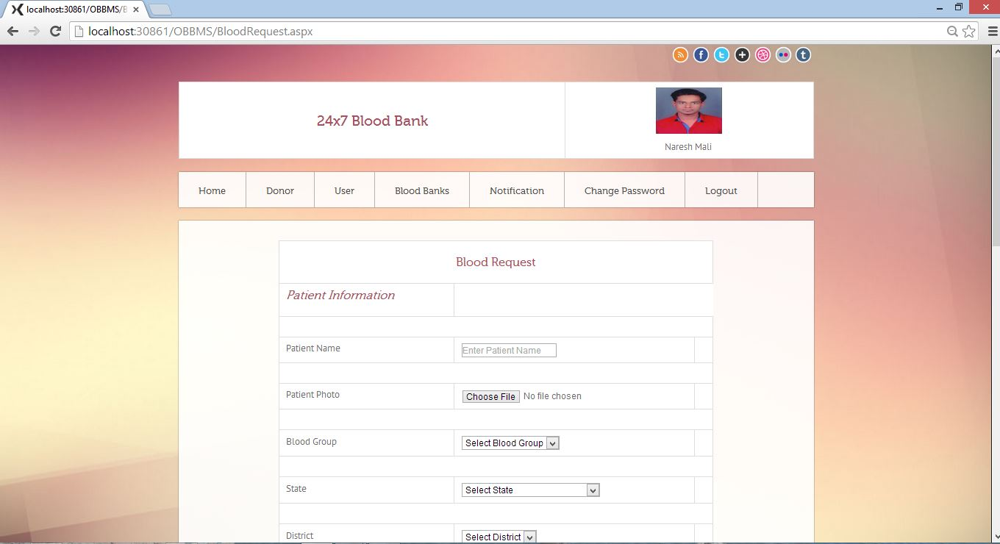 localhost:30861/OBBMS/B
localhost:30861/OBBMS/BloodRequest.aspx
24x7 Blood Bank
Naresh Mali
Home Donor User Blood Banks Notification Change Password Logout
Blood Request
Patient Information
Patient Name Enter Patient Name
Patient Photo Choose File No file chosen
Blood Group Select Blood Group
State Select State
District Select District